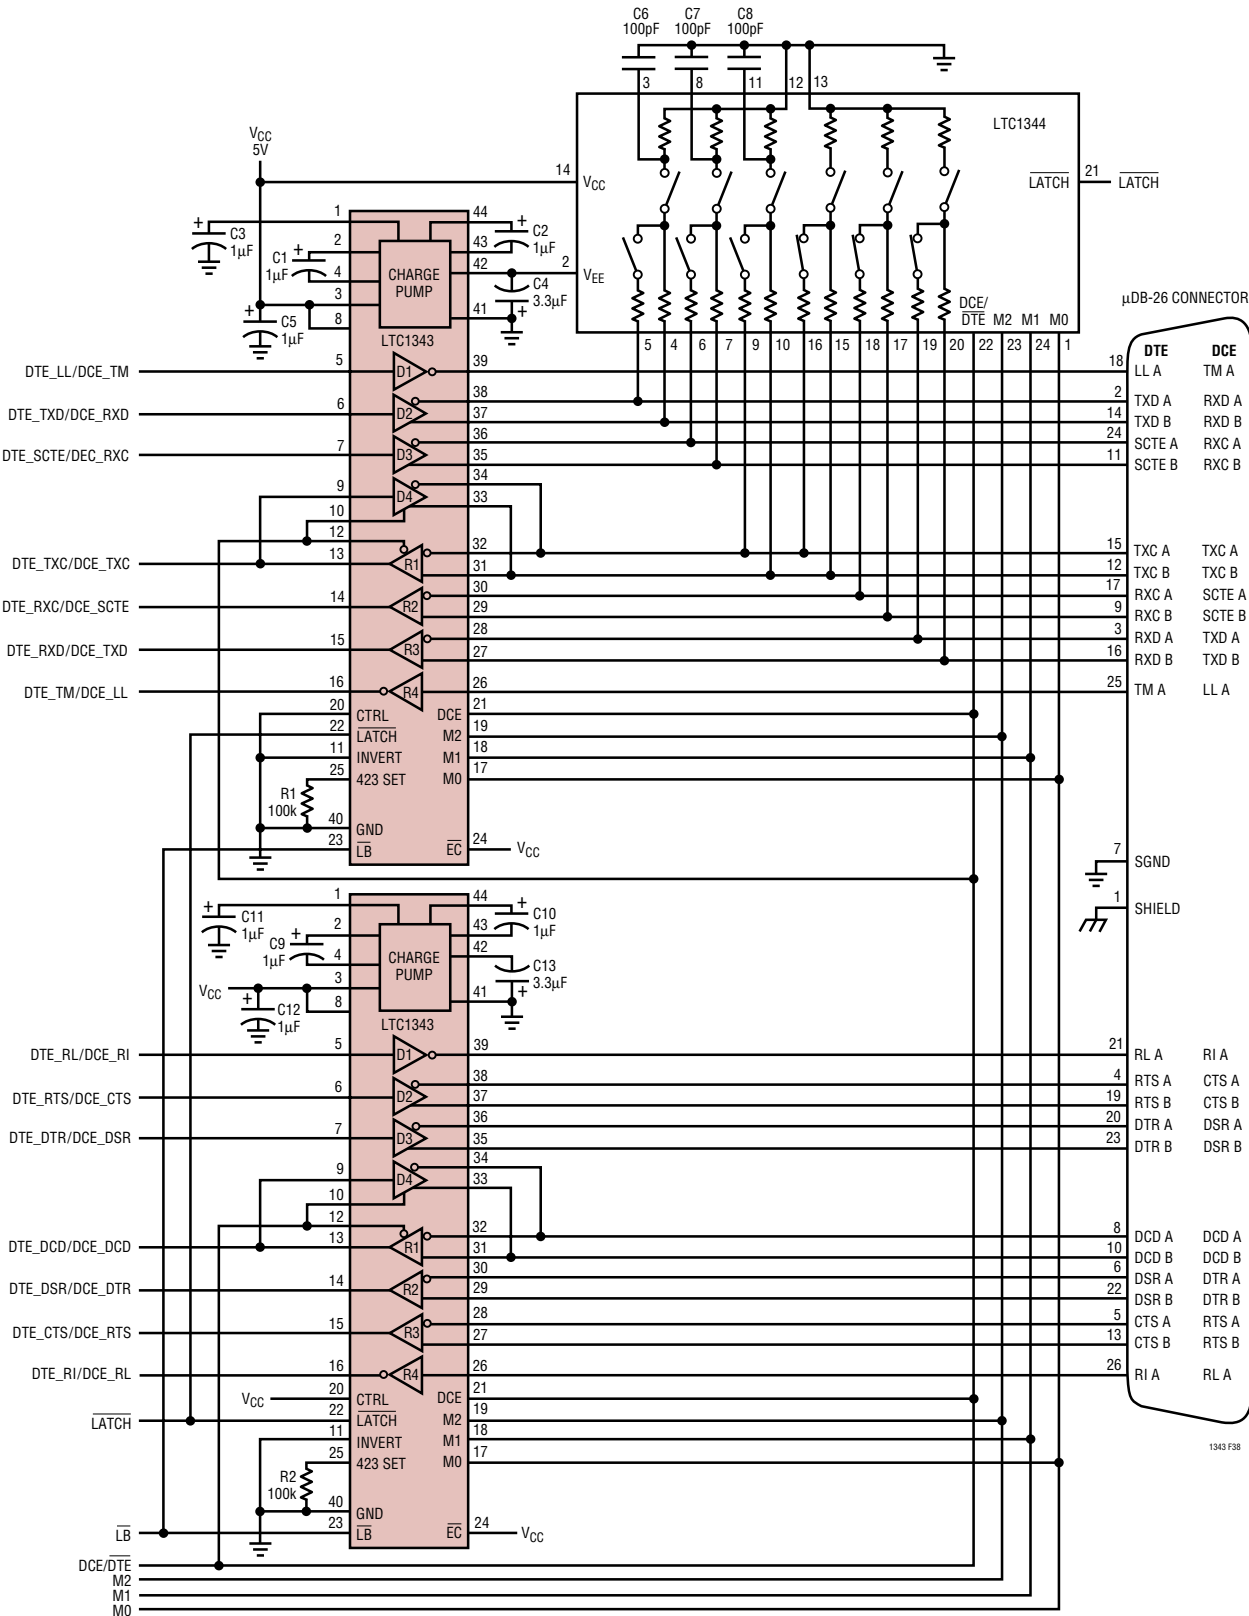 C6 C7 C8
100pF 100pF 100pF
3 8 11 12 13
LTC1344
VCC
5V
14 VCC
LATCH 21 LATCH
1 44
+ C3
1µF
2 43
+ C2
1µF
C1 +
1µF
4 42
CHARGE
PUMP
C4
3.3µF
+
2 VEE
3 41
8
+ C5
1µF
LTC1343
DCE/
DTE M2 M1 M0
5 4 6 7 9 10 16 15 18 17 19 20 22 23 24 1
µDB-26 CONNECTOR
DTE DCE
DTE_LL/DCE_TM 5 D1 39 18 LL A TM A
38 2 TXD A RXD A
DTE_TXD/DCE_RXD 6 D2 37 14 TXD B RXD B
36 24 SCTE A RXC A
DTE_SCTE/DEC_RXC 7 D3 35 11 SCTE B RXC B
34
9 D4 33
10
12
32 15 TXC A TXC A
DTE_TXC/DCE_TXC 13 R1 31 12 TXC B TXC B
30 17 RXC A SCTE A
DTE_RXC/DCE_SCTE 14 R2 29 9 RXC B SCTE B
28 3 RXD A TXD A
DTE_RXD/DCE_TXD 15 R3 27 16 RXD B TXD B
DTE_TM/DCE_LL 16 R4 26 25 TM A LL A
20 CTRL DCE 21
22 LATCH M2 19
11 INVERT M1 18
25 423 SET M0 17
R1
100k
40 GND
23 LB EC 24 VCC
7 SGND
1 SHIELD
1 44
+ C11
1µF
2 43
+ C10
1µF
C9 +
1µF
4 42
CHARGE
PUMP
C13
3.3µF
+
VCC 3 41
8
+ C12
1µF
LTC1343
DTE_RL/DCE_RI 5 D1 39 21 RL A RI A
38 4 RTS A CTS A
DTE_RTS/DCE_CTS 6 D2 37 19 RTS B CTS B
36 20 DTR A DSR A
DTE_DTR/DCE_DSR 7 D3 35 23 DTR B DSR B
34
9 D4 33
10
12
32 8 DCD A DCD A
DTE_DCD/DCE_DCD 13 R1 31 10 DCD B DCD B
30 6 DSR A DTR A
DTE_DSR/DCE_DTR 14 R2 29 22 DSR B DTR B
28 5 CTS A RTS A
DTE_CTS/DCE_RTS 15 R3 27 13 CTS B RTS B
DTE_RI/DCE_RL 16 R4 26 26 RI A RL A
VCC 20 CTRL DCE 21
LATCH 22 LATCH M2 19
11 INVERT M1 18
25 423 SET M0 17
R2
100k
40 GND
LB 23 LB EC 24 VCC
DCE/DTE
M2
M1
M0
1343 F38